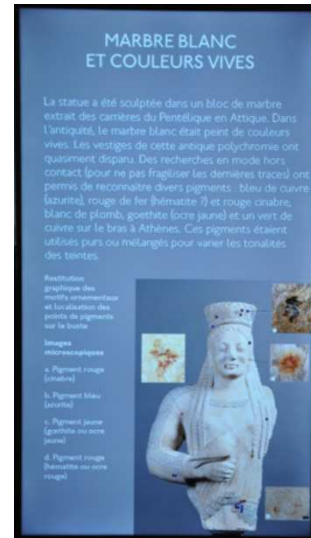 MARBRE BLANC
ET COULEURS VIVES
La statue a été sculptée dans un bloc de marbre
extrait des carrières du Pentélique en Attique. Dans
l'antiquité, le marbre blanc était peint de couleurs
vives. Les vestiges de cette antique polychromie ont
quasiment disparu. Des recherches en mode hors
contact (pour ne pas fragiliser les dernières traces) ont
permis de reconnaitre divers pigments : bleu de cuivre
(azurite), rouge de fer (hématite ?) et rouge cinabre,
blanc de plomb, goethite (ocre jaune) et un vert de
cuivre sur le bras à Athènes. Ces pigments étaient
utilisés purs ou mélangés pour varier les tonalités
des teintes.
Restitution
graphique des
motifs ornementaux
et localisation des
points de pigments
sur le buste
Images
microscopiques
a. Pigment rouge
(cinabre)
b. Pigment bleu
(azurite)
c. Pigment jaune
(gœthite ou ocre
jaune)
d. Pigment rouge
(hématite ou ocre
rouge)